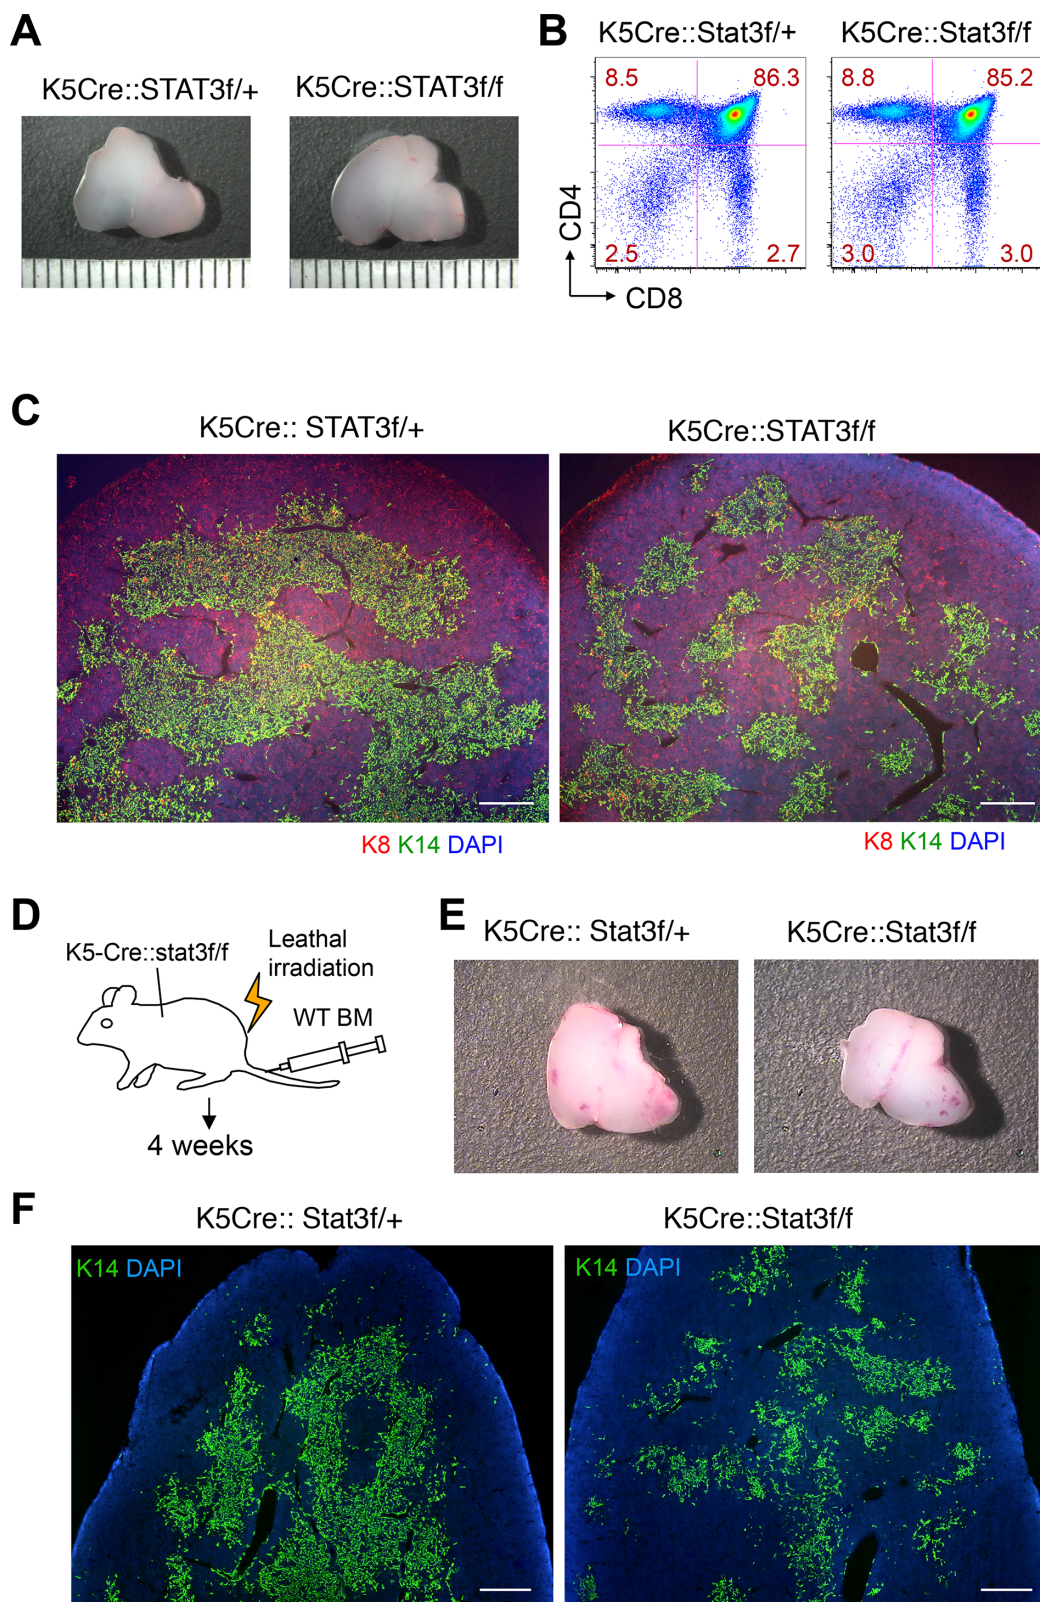 A
K5Cre::STAT3f/+
K5Cre::STAT3f/f
B
K5Cre::Stat3f/+
K5Cre::Stat3f/f
8.5
86.3
2.5
2.7
8.8
85.2
3.0
3.0
CD4
CD8
C
K5Cre:: STAT3f/+
K5Cre::STAT3f/f
K8 K14 DAPI
K8 K14 DAPI
D
K5-Cre::stat3f/f
Leathal
irradiation
WT BM
4 weeks
E
K5Cre:: Stat3f/+
K5Cre::Stat3f/f
F
K5Cre:: Stat3f/+
K5Cre::Stat3f/f
K14 DAPI
K14 DAPI